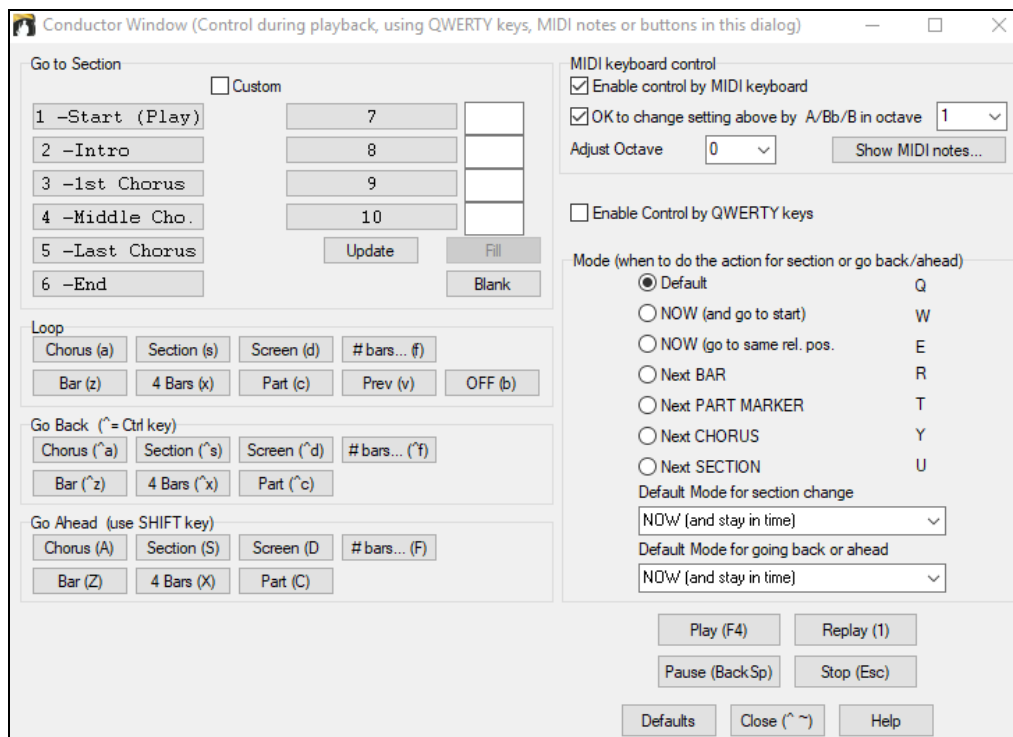 Conductor Window (Control during playback, using QWERTY keys, MIDI notes or buttons in this dialog)
Go to Section
Custom
1 -Start (Play)
7
2 -Intro
8
3 -1st Chorus
9
4 -Middle Cho.
10
5 -Last Chorus
Update
Fill
6 -End
Blank
Loop
Chorus (a) Section (s) Screen (d) # bars... (f)
Bar (z) 4 Bars (x) Part (c) Prev (v) OFF (b)
Go Back (^= Ctrl key)
Chorus (^a) Section (^s) Screen (^d) # bars... (^f)
Bar (^z) 4 Bars (^x) Part (^c)
Go Ahead (use SHIFT key)
Chorus (A) Section (S) Screen (D # bars... (F)
Bar (Z) 4 Bars (X) Part (C)
MIDI keyboard control
Enable control by MIDI keyboard
OK to change setting above by A/Bb/B in octave 1
Adjust Octave 0 Show MIDI notes...
Enable Control by QWERTY keys
Mode (when to do the action for section or go back/ahead)
Default Q
NOW (and go to start) W
NOW (go to same rel. pos. E
Next BAR R
Next PART MARKER T
Next CHORUS Y
Next SECTION U
Default Mode for section change
NOW (and stay in time)
Default Mode for going back or ahead
NOW (and stay in time)
Play (F4) Replay (1)
Pause (BackSp) Stop (Esc)
Defaults Close (^ ~) Help